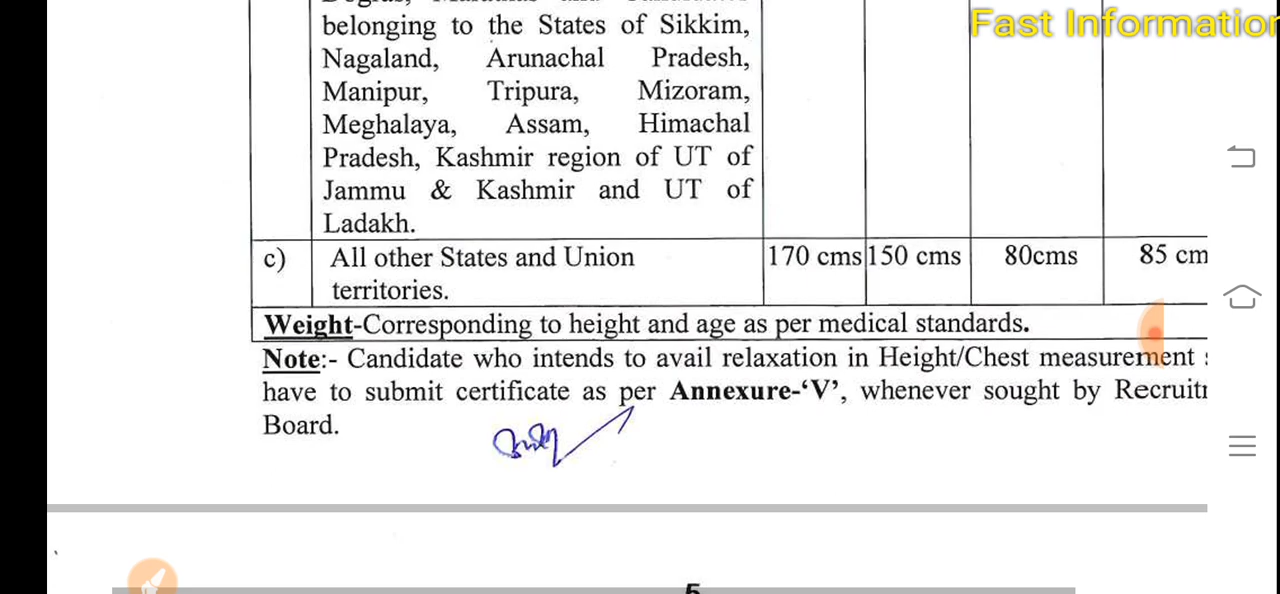 Fast Information
belonging to the States of Sikkim,
Nagaland, Arunachal Pradesh,
Manipur, Tripura, Mizoram,
Meghalaya, Assam, Himachal
Pradesh, Kashmir region of UT of
Jammu & Kashmir and UT of
Ladakh.
c) All other States and Union 170 cms 150 cms 80cms 85 cm
territories.
Weight-Corresponding to height and age as per medical standards.
Note:- Candidate who intends to avail relaxation in Height/Chest measurement
have to submit certificate as per Annexure-‘V’, whenever sought by
Board.
5